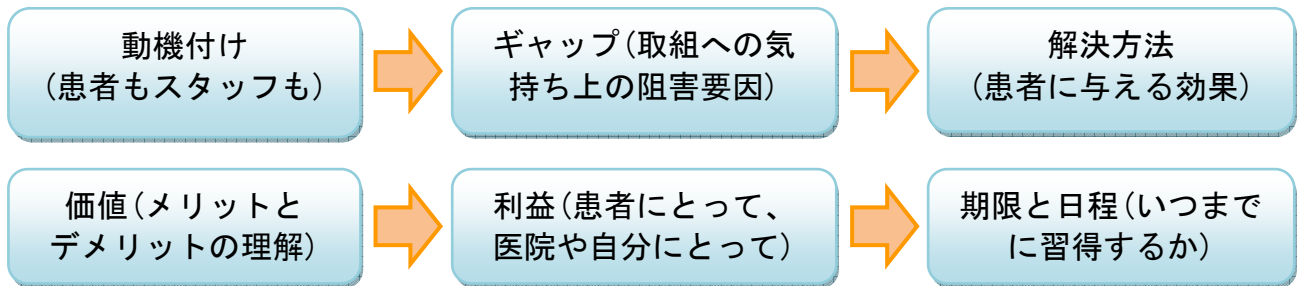 動機付け
(患者もスタッフも)
ギャップ(取組への気
持ち上の阻害要因)
解決方法
(患者に与える効果)
価値(メリットと
デメリットの理解)
利益(患者にとって、
医院や自分にとって)
期限と日程(いつまで
に習得するか)